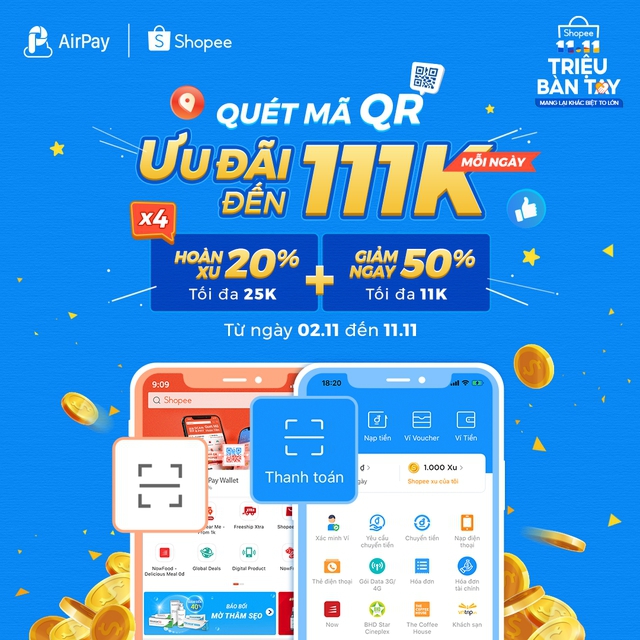 AirPay
Shopee
Shopee
11.11
TRIỆU
BÀN TAY
MANG LẠI KHÁC BIỆT TO LỚN
QUÉT MÃ QR
ƯU ĐÃI
ĐẾN 111K
MỖI NGÀY
X4
HOÀN XU 20%
Tối đa 25K
+
GIẢM NGAY 50%
Tối đa 11K
Từ ngày 02.11 đến 11.11
9:09
Shopee
Pay Wallet
Freeship Xtra
NowFood -
Delicious Meal 0đ
Global Deals
Digital Product
40%
BÁO BỐI
MỜ THÂM SẸO
Thanh toán
18:20
Nạp tiền
Ví Voucher
Ví Tiền
1.000 Xu >
Shopee xu của tôi
Xác minh Ví
Yêu cầu
chuyển tiền
Chuyển tiền
Nạp điện
thoại
Thẻ điện thoại
Gói Data 3G/
4G
Hóa đơn
Hóa đơn
tài chính
Now
BHD Star
Cineplex
The Coffee
House
Khách sạn